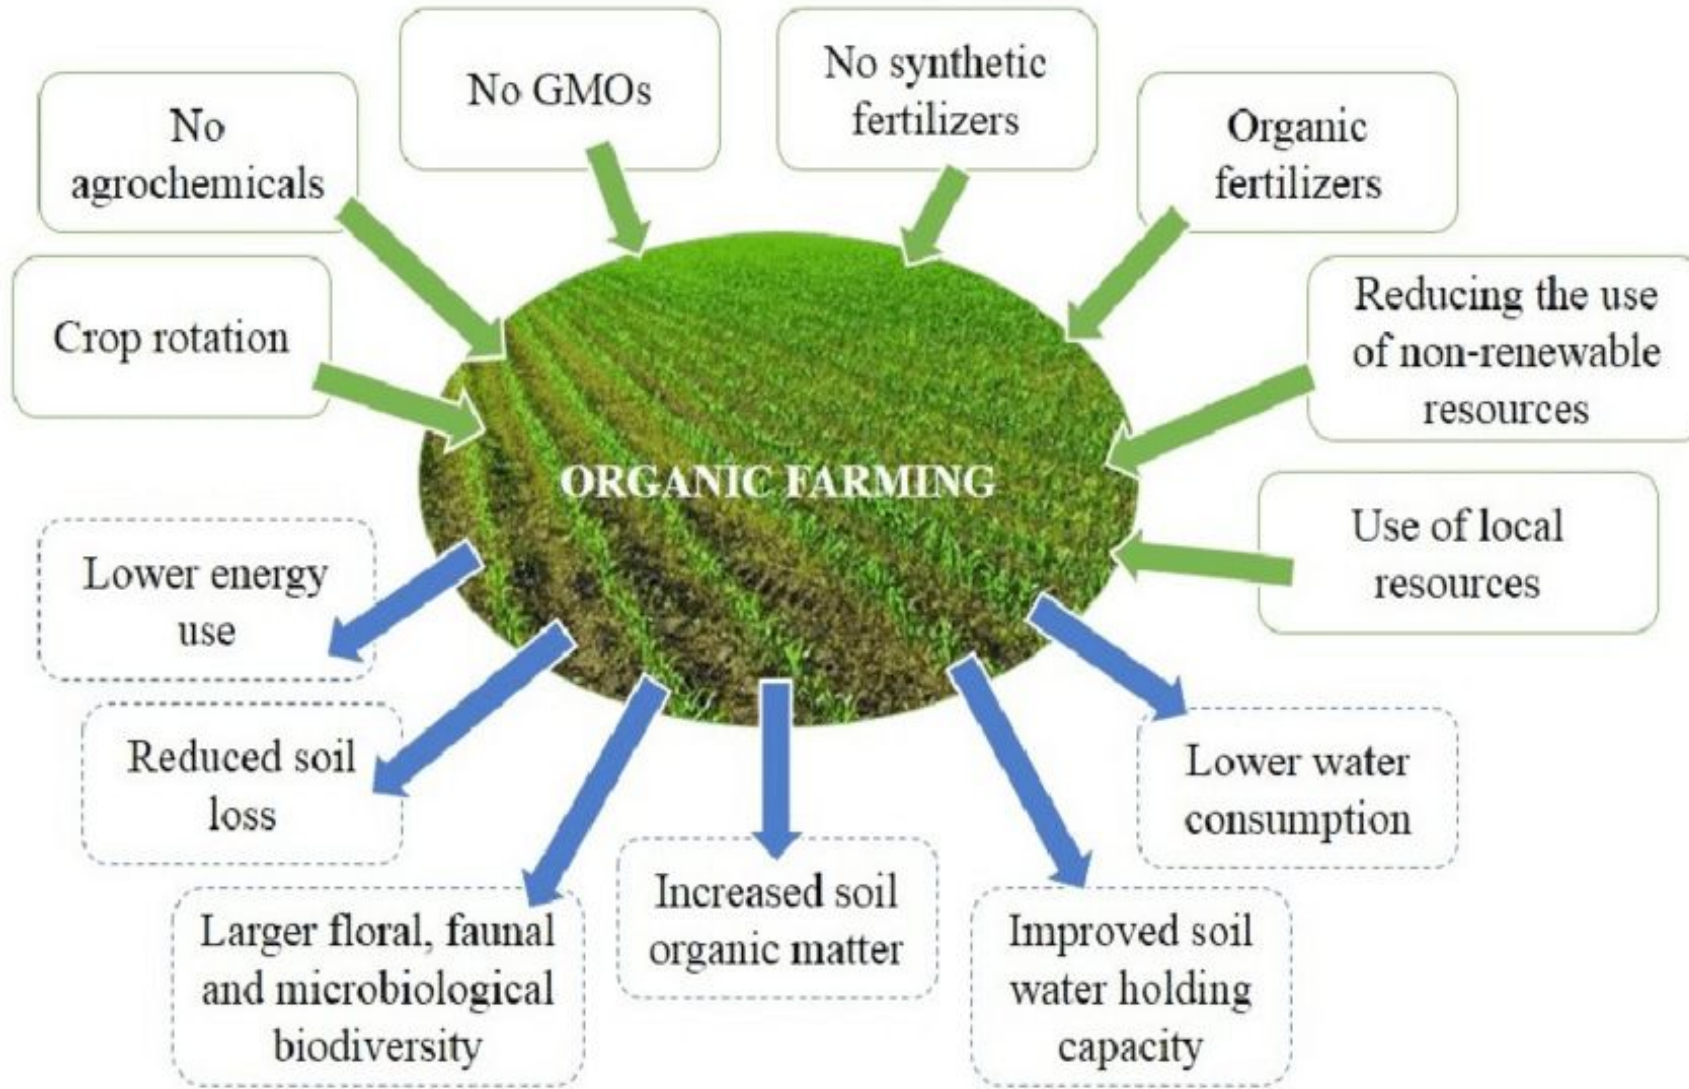 No GMOs
No synthetic
fertilizers
No
agrochemicals
Organic
fertilizers
Crop rotation
Reducing the use
of non-renewable
resources
ORGANIC FARMING
Use of local
resources
Lower energy
use
Reduced soil
loss
Larger floral, faunal
and microbiological
biodiversity
Increased soil
organic matter
Improved soil
water holding
capacity
Lower water
consumption